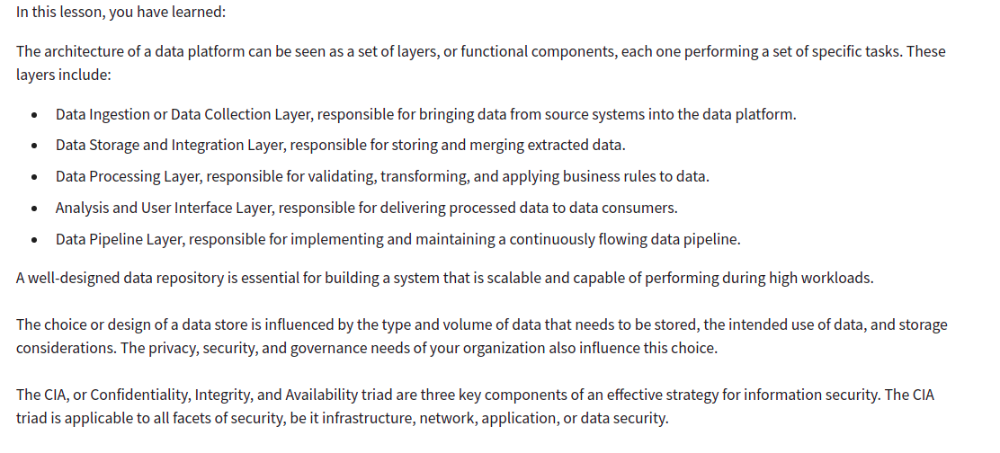 In this lesson, you have learned:
The architecture of a data platform can be seen as a set of layers, or functional components, each one performing a set of specific tasks. These
layers include:
• Data Ingestion or Data Collection Layer, responsible for bringing data from source systems into the data platform.
• Data Storage and Integration Layer, responsible for storing and merging extracted data.
• Data Processing Layer, responsible for validating, transforming, and applying business rules to data.
• Analysis and User Interface Layer, responsible for delivering processed data to data consumers.
• Data Pipeline Layer, responsible for implementing and maintaining a continuously flowing data pipeline.
A well-designed data repository is essential for building a system that is scalable and capable of performing during high workloads.
The choice or design of a data store is influenced by the type and volume of data that needs to be stored, the intended use of data, and storage
considerations. The privacy, security, and governance needs of your organization also influence this choice.
The CIA, or Confidentiality, Integrity, and Availability triad are three key components of an effective strategy for information security. The CIA
triad is applicable to all facets of security, be it infrastructure, network, application, or data security.